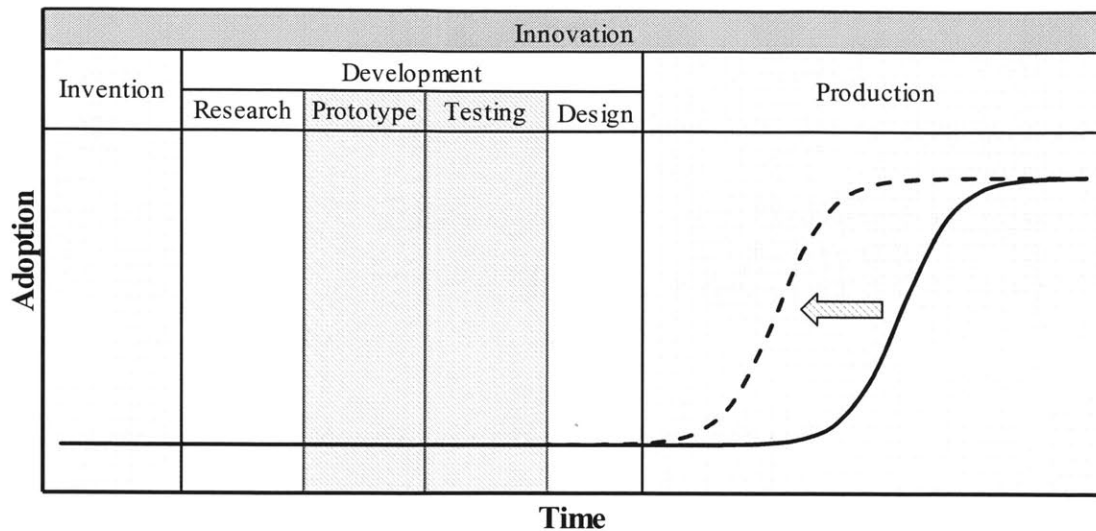 Innovation
Invention
Development
Production
Research
Prototype
Testing
Design
Adoption
Time